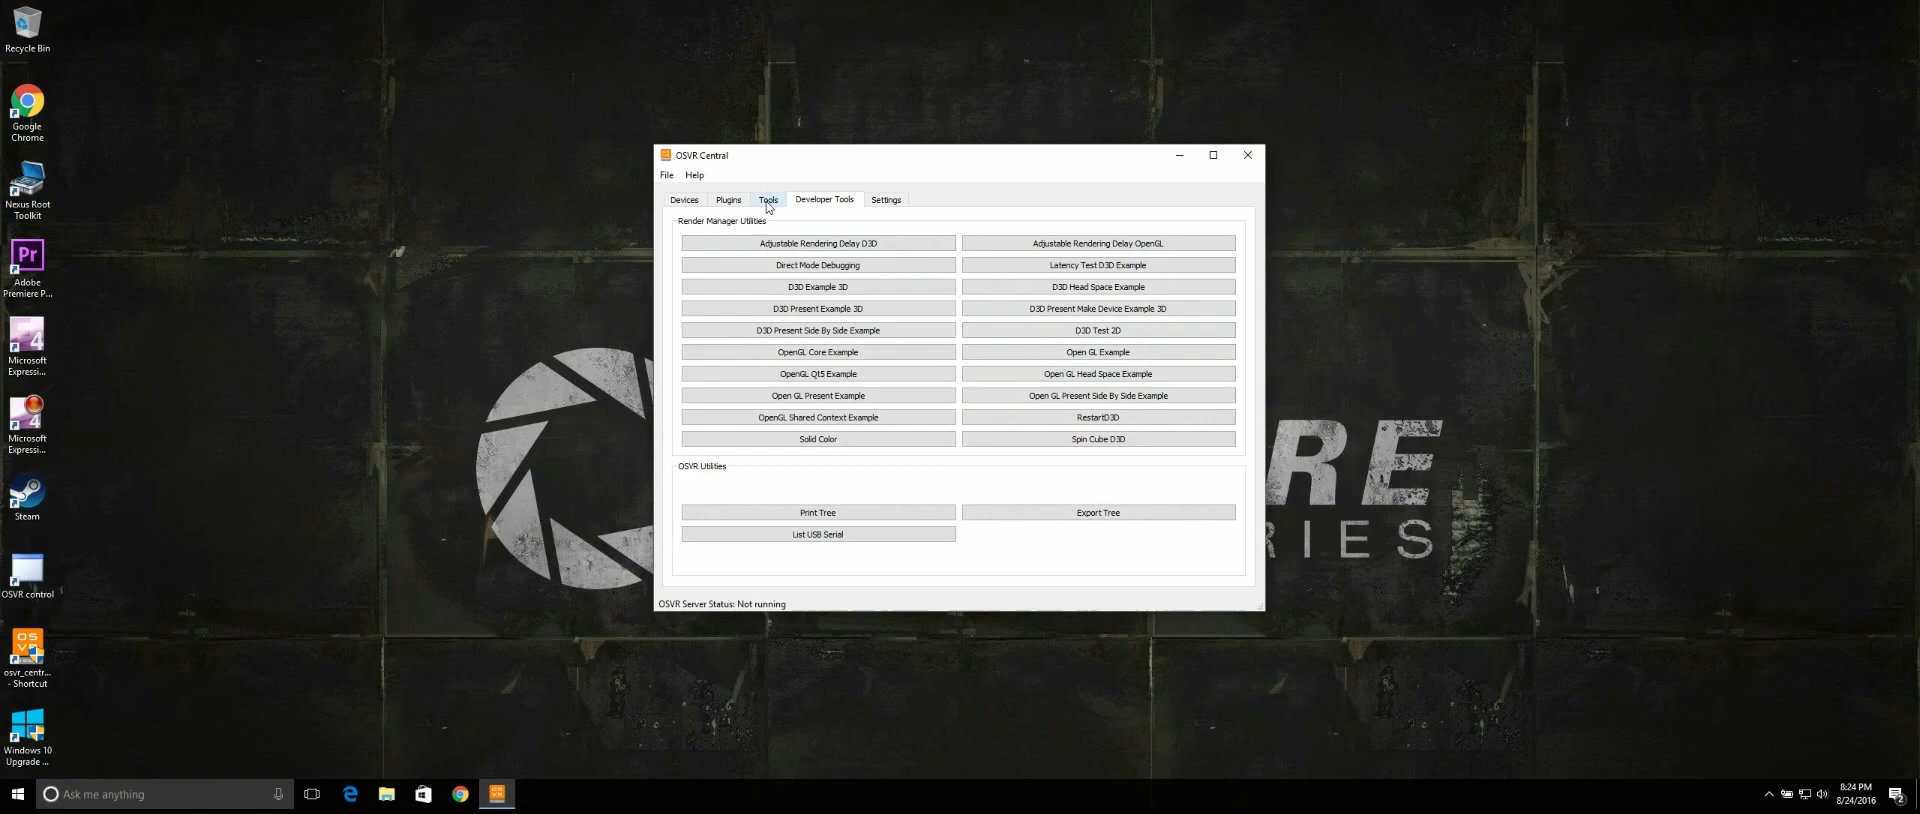 Recycle Bin
Google
Chrome
Nexus Root
Toolkit
Pr
Adobe
Premiere P...
4
Microsoft
Expressi...
4
Microsoft
Expressi...
Steam
OSVR control
OS
VR
osvr_centr...
- Shortcut
Windows 10
Upgrade ...
OSVR Central
File Help
Devices Plugins Tools Developer Tools Settings
Render Manager Utilities
Adjustable Rendering Delay D3D Adjustable Rendering Delay OpenGL
Direct Mode Debugging Latency Test D3D Example
D3D Example 3D D3D Head Space Example
D3D Present Example 3D D3D Present Make Device Example 3D
D3D Present Side By Side Example D3D Test 2D
OpenGL Core Example Open GL Example
OpenGL Qt5 Example Open GL Head Space Example
Open GL Present Example Open GL Present Side By Side Example
OpenGL Shared Context Example RestartD3D
Solid Color Spin Cube D3D
OSVR Utilities
Print Tree Export Tree
List USB Serial
OSVR Server Status: Not running
RE
RIES
Ask me anything
8:24 PM
8/24/2016
2